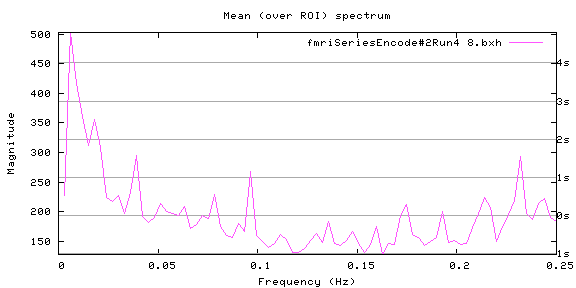 Mean (over ROI) spectrum
fmriSeriesEncode#2Run4 8.bxh
500
450
400
350
300
250
200
150
4s
3s
2s
1s
0s
1s
Magnitude
0 0.05 0.1 0.15 0.2 0.25
Frequency (Hz)